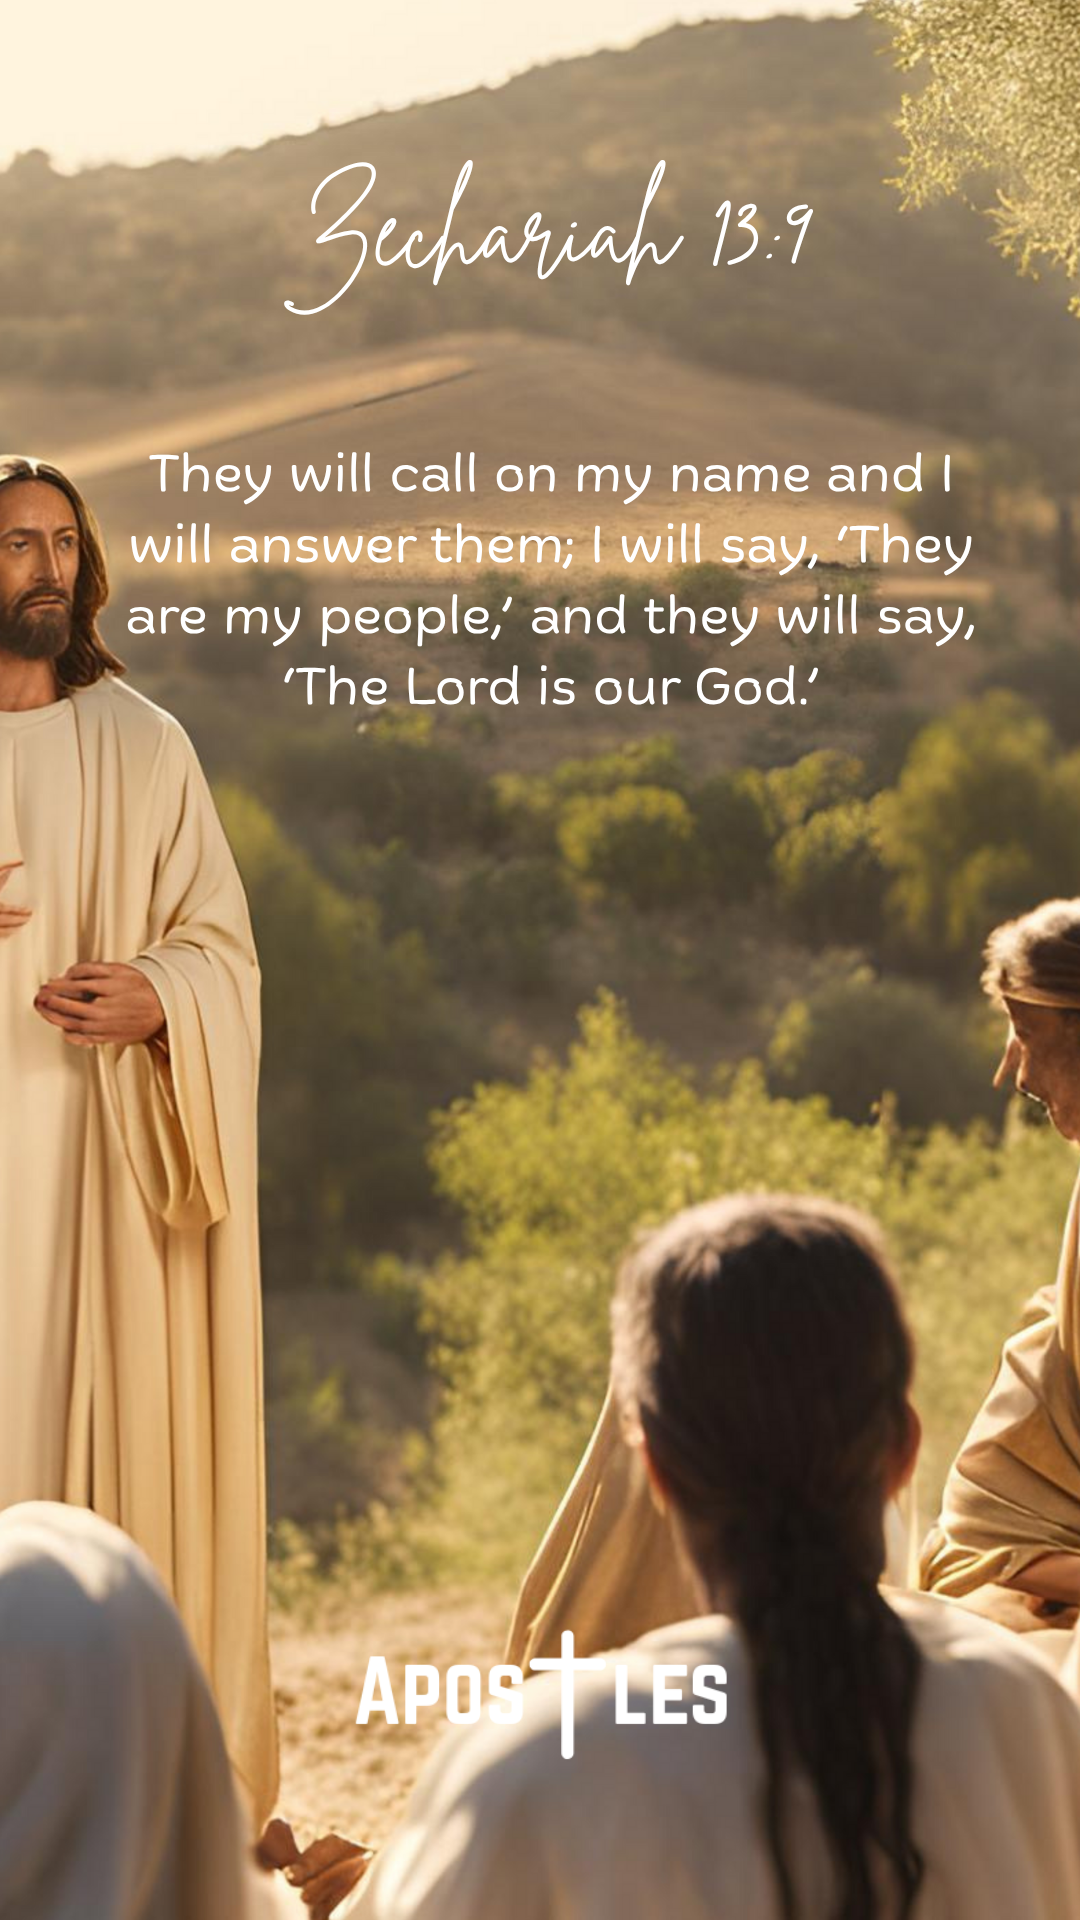 Zechariah 13:9
They will call on my name and I
will answer them; I will say, ‘They
are my people,’ and they will say,
‘The Lord is our God.’
APOSTLES